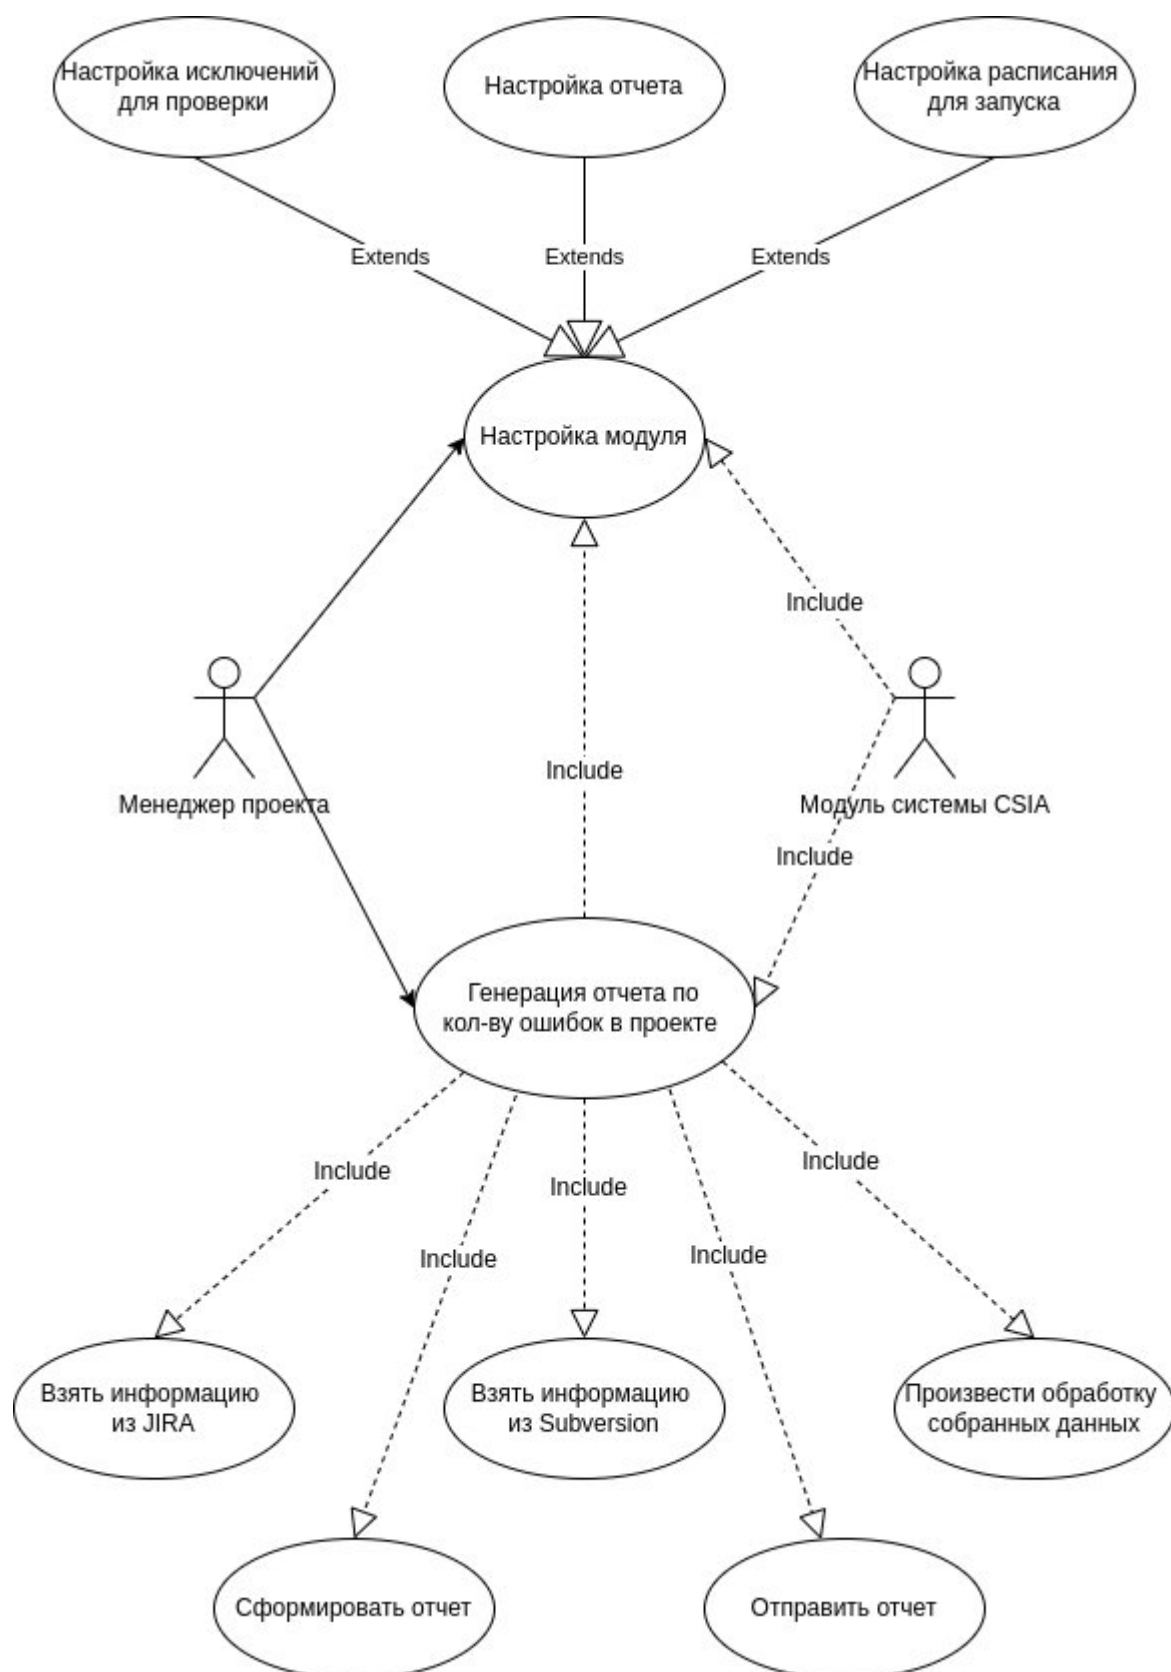 Настройка исключений
для проверки
Настройка отчета
Настройка расписания
для запуска
Extends
Extends
Extends
Настройка модуля
Include
Include
Менеджер проекта
Модуль системы CSIA
Include
Генерация отчета по
кол-ву ошибок в проекте
Include
Include
Include
Include
Include
Взять информацию
из JIRA
Взять информацию
из Subversion
Произвести обработку
собранных данных
Сформировать отчет
Отправить отчет